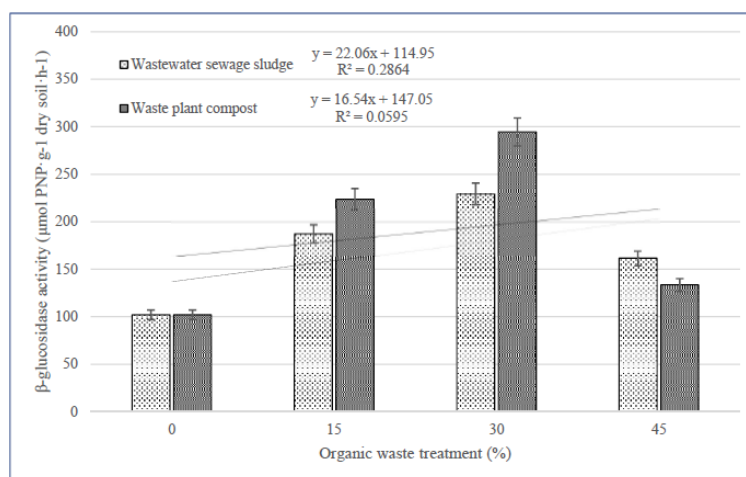 400
350
300
250
200
150
100
50
0
β-glucosidase activity (μmol PNP·g-1 dry soil·h-1)
Wastewater sewage sludge
y = 22.06x + 114.95
R² = 0.2864
Waste plant compost
y = 16.54x + 147.05
R² = 0.0595
0
15
30
45
Organic waste treatment (%)